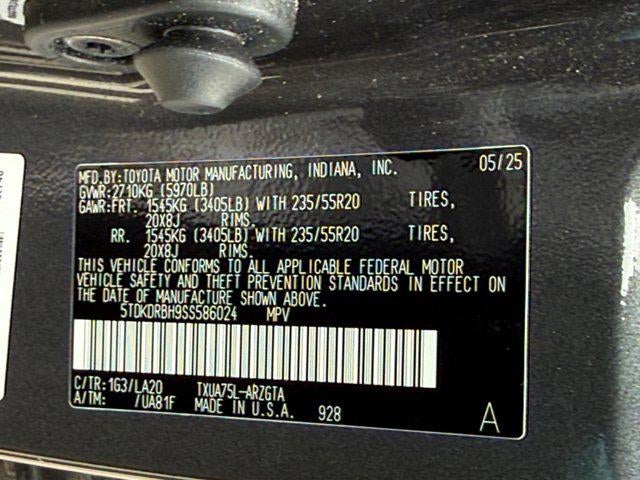 MFD.BY:TOYOTA MOTOR MANUFACTURING, INDIANA, INC. 05/25
GVWR:2710KG (5970LB)
GAWR:FRT. 1545KG (3405LB) WITH 235/55R20 TIRES,
20X8J RIMS.
RR. 1545KG (3405LB) WITH 235/55R20 TIRES,
20X8J RIMS.
THIS VEHICLE CONFORMS TO ALL APPLICABLE FEDERAL MOTOR
VEHICLE SAFETY AND THEFT PREVENTION STANDARDS IN EFFECT ON
THE DATE OF MANUFACTURE SHOWN ABOVE.
5TDKDRBH9SS586024 MPV
C/TR:1G3/LA20 TXUA75L-ARZGTA
A/TM: /UA81F MADE IN U.S.A. 928 A